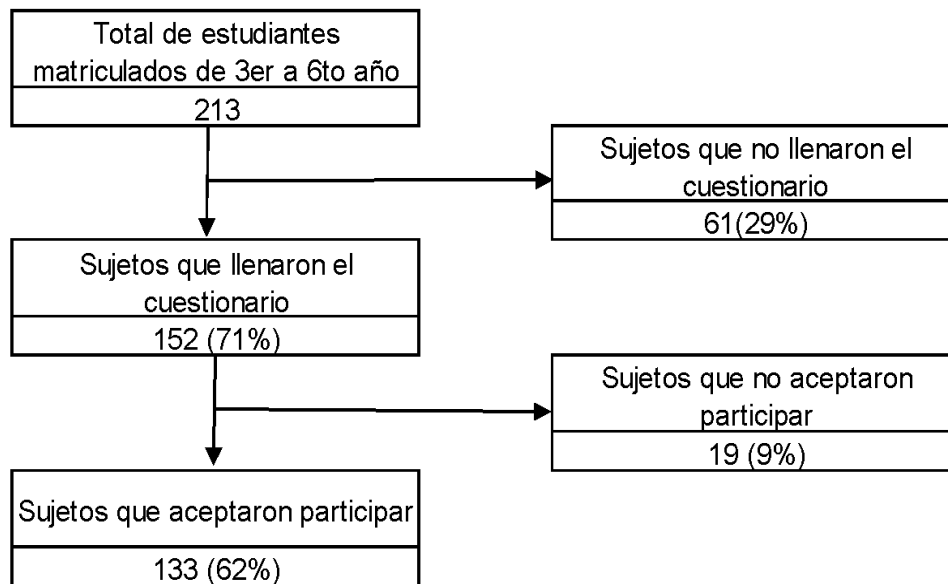 Total de estudiantes
matriculados de 3er a 6to año
213
Sujetos que no llenaron el
cuestionario
61(29%)
Sujetos que llenaron el
cuestionario
152 (71%)
Sujetos que no aceptaron
participar
19 (9%)
Sujetos que aceptaron participar
133 (62%)